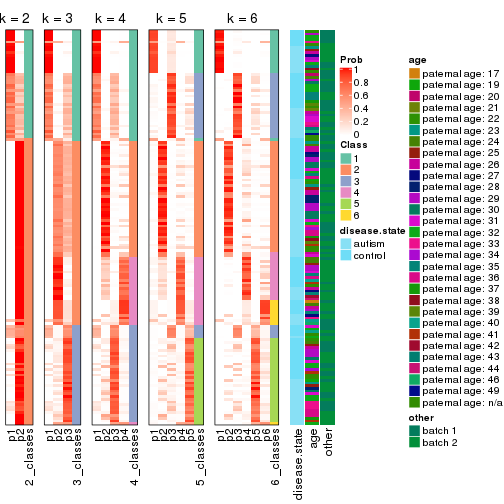 k = 2 k = 3 k = 4 k = 5 k = 6
Prob
1
0.8
0.6
0.4
0.2
0
Class
1
2
3
4
5
6
disease.state
autism
control
age
paternal age: 17
paternal age: 19
paternal age: 20
paternal age: 21
paternal age: 22
paternal age: 23
paternal age: 24
paternal age: 25
paternal age: 26
paternal age: 27
paternal age: 28
paternal age: 29
paternal age: 30
paternal age: 31
paternal age: 32
paternal age: 33
paternal age: 34
paternal age: 35
paternal age: 36
paternal age: 37
paternal age: 38
paternal age: 39
paternal age: 40
paternal age: 41
paternal age: 42
paternal age: 43
paternal age: 44
paternal age: 46
paternal age: 49
paternal age: n/a
other
batch 1
batch 2
p1
p2
2_classes
p1
p2
p3
3_classes
p1
p2
p3
p4
4_classes
p1
p2
p3
p4
p5
5_classes
p1
p2
p3
p4
p5
p6
6_classes
disease.state
age
other